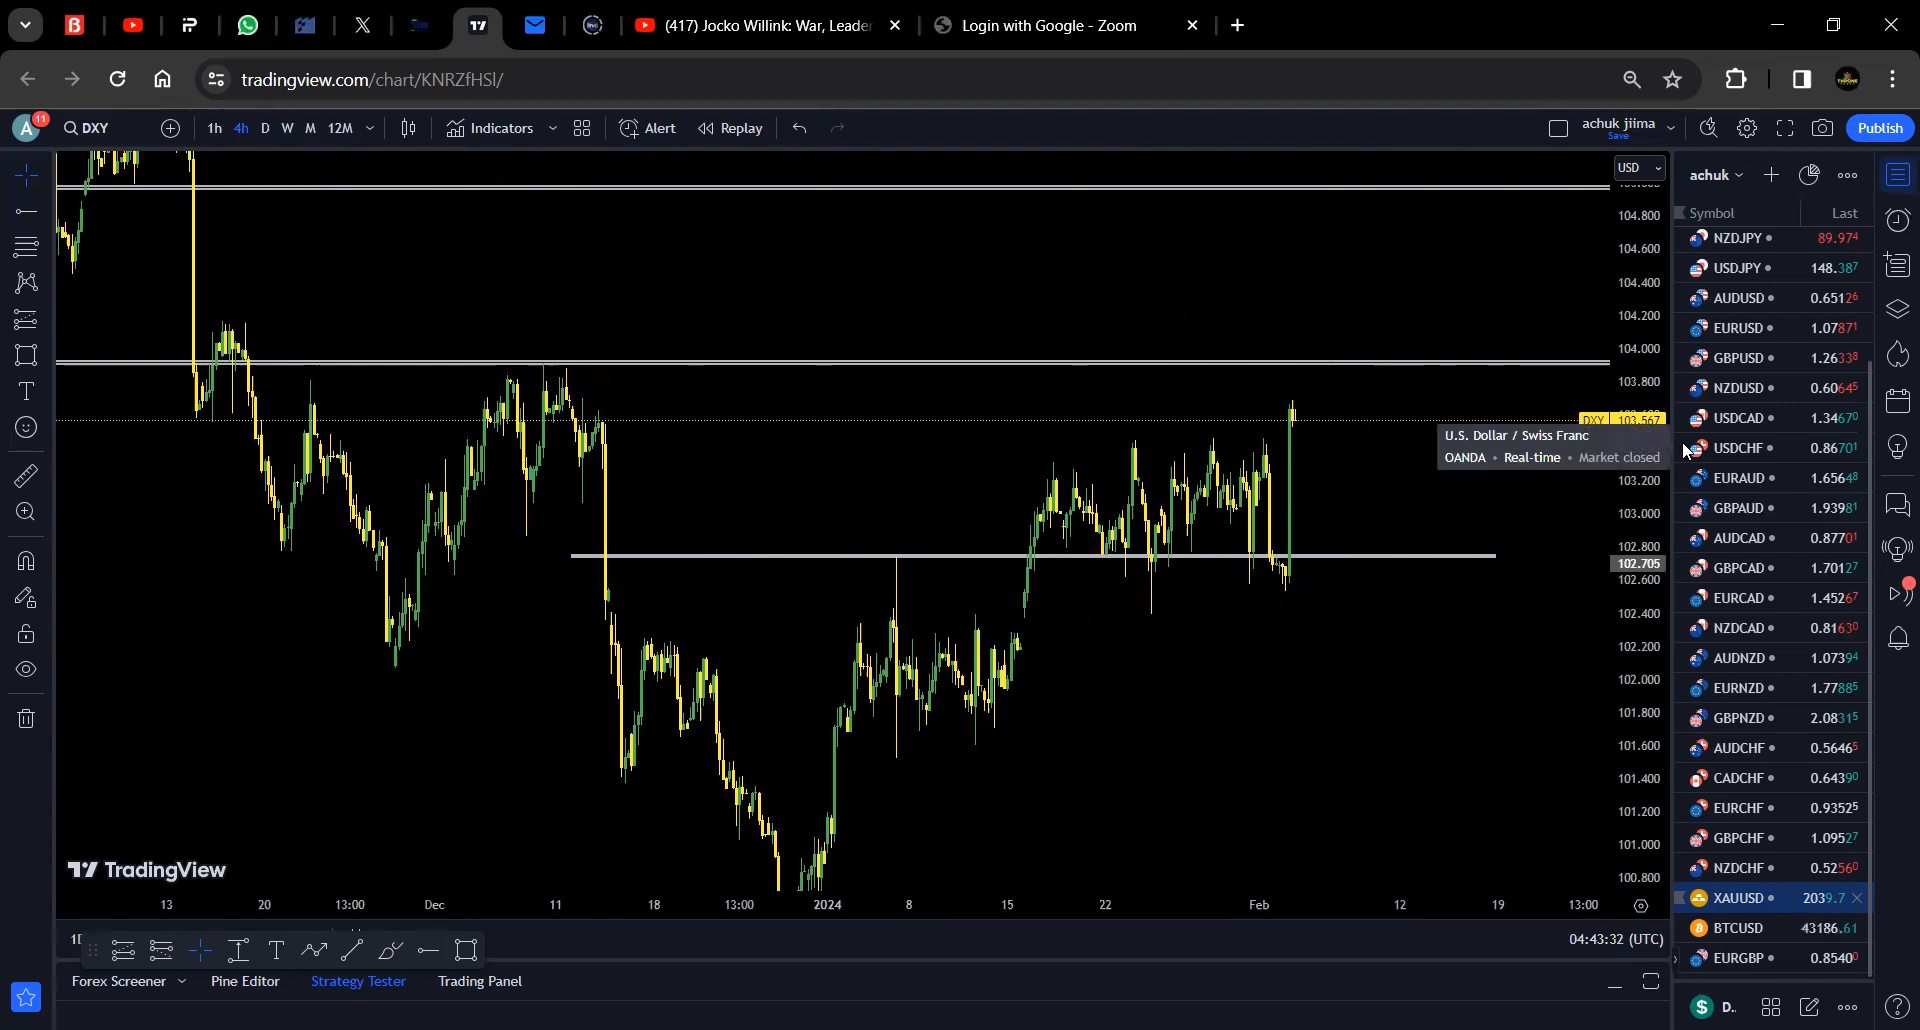 (417) Jocko Willink: War, Leader
Login with Google - Zoom
tradingview.com/chart/KNRZfHSl/
A
11
DXY
1h 4h D W M 12M
Indicators
Alert
Replay
achuk jiima
Save
Publish
USD
104.800
104.600
104.400
104.200
104.000
103.800
DXY 103.567
103.200
103.000
102.800
102.705
102.600
102.400
102.200
102.000
101.800
101.600
101.400
101.200
101.000
100.800
U.S. Dollar / Swiss Franc
OANDA • Real-time • Market closed
TradingView
13 20 13:00 Dec 11 18 13:00 2024 8 15 22 Feb 12 19 13:00
04:43:32 (UTC)
Forex Screener Pine Editor Strategy Tester Trading Panel
achuk
Symbol Last
NZDJPY 89.974
USDJPY 148.387
AUDUSD 0.65126
EURUSD 1.07871
GBPUSD 1.26338
NZDUSD 0.60645
USDCAD 1.34670
USDCHF 0.86701
EURAUD 1.65648
GBPAUD 1.93981
AUDCAD 0.87701
GBPCAD 1.70127
EURCAD 1.45267
NZDCAD 0.81630
AUDNZD 1.07394
EURNZD 1.77885
GBPNZD 2.08315
AUDCHF 0.56465
CADCHF 0.64390
EURCHF 0.93525
GBPCHF 1.09527
NZDCHF 0.52560
XAUUSD 2039.7
BTCUSD 43186.61
EURGBP 0.85400
D..